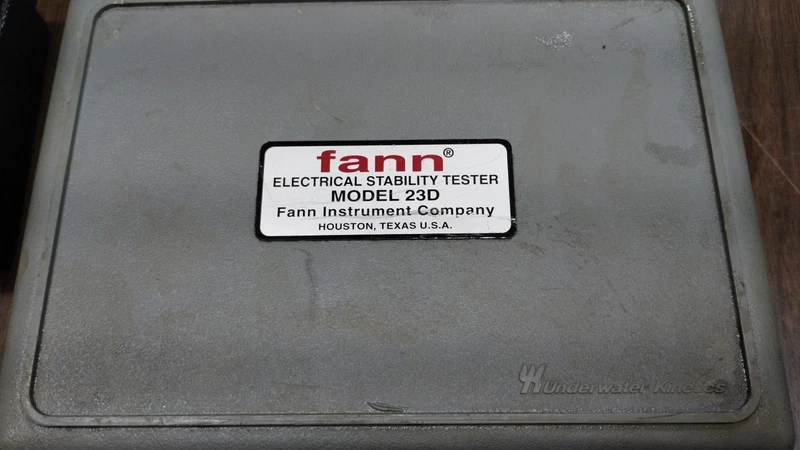 fann®
ELECTRICAL STABILITY TESTER
MODEL 23D
Fann Instrument Company
HOUSTON, TEXAS U.S.A.
Underwater Kinetics